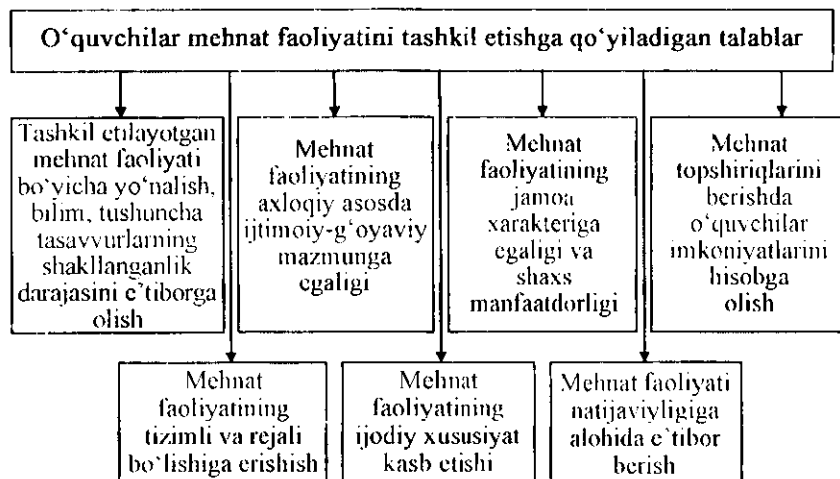 O‘quvchilar mehnat faoliyatini tashkil etishga qo‘yiladigan talablar
Tashkil etilayotgan
mehnat faoliyati
bo‘yicha yo‘nalish,
bilim, tushuncha
tasavvurlarning
shakllanganlik
darajasini e‘tiborga
olish
Mehnat
faoliyatining
axloqiy asosda
ijtimoiy-g‘oyaviy
mazmunga
egaligi
Mehnat
faoliyatining
jamoa
xarakteriga
egaligi va
shaxs
manfaatdorligi
Mehnat
topshiriqlarini
berishda
o‘quvchilar
imkoniyatlarini
hisobga
olish
Mehnat
faoliyatining
tizimli va rejali
bo‘lishiga erishish
Mehnat
faoliyatining
ijodiy xususiyat
kasb etishi
Mehnat faoliyati
natijaviyligiga
alohida e‘tibor
berish